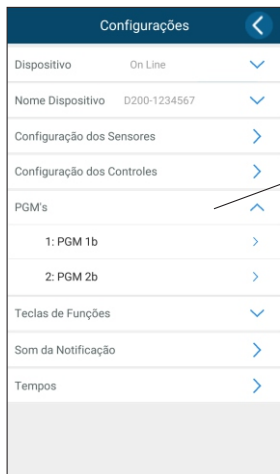 Configurações
Dispositivo On Line
Nome Dispositivo D200-1234567
Configuração dos Sensores
Configuração dos Controles
PGM's
1: PGM 1b
2: PGM 2b
Teclas de Funções
Som da Notificação
Tempos